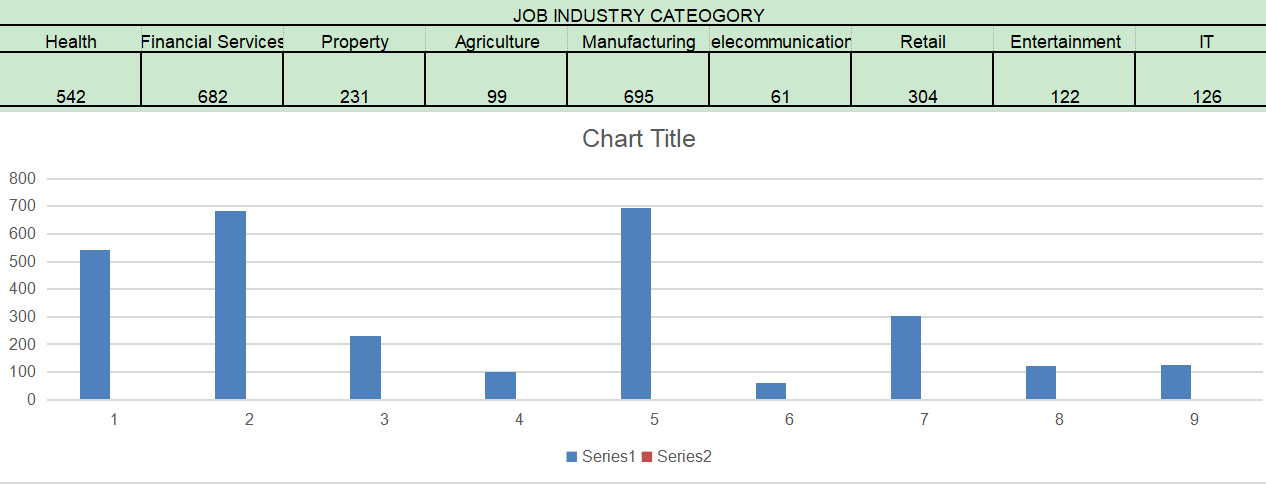 JOB INDUSTRY CATEOGORY
Health Financial Services Property Agriculture Manufacturing elecommunication Retail Entertainment IT
542 682 231 99 695 61 304 122 126
Chart Title
800
700
600
500
400
300
200
100
0
1 2 3 4 5 6 7 8 9
Series1 Series2